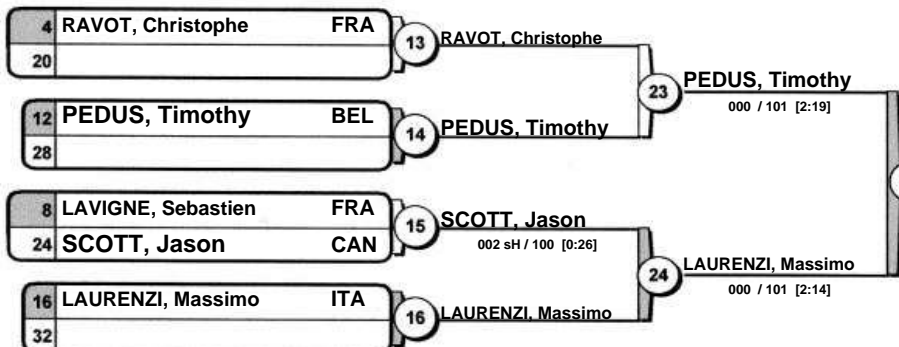 4 RAVOT, Christophe FRA
20
13 RAVOT, Christophe
12 PEDUS, Timothy BEL
28
14 PEDUS, Timothy
23 PEDUS, Timothy
000 / 101 [2:19]
8 LAVIGNE, Sebastien FRA
24 SCOTT, Jason CAN
15 SCOTT, Jason
002 sH / 100 [0:26]
16 LAURENZI, Massimo ITA
32
16 LAURENZI, Massimo
24 LAURENZI, Massimo
000 / 101 [2:14]